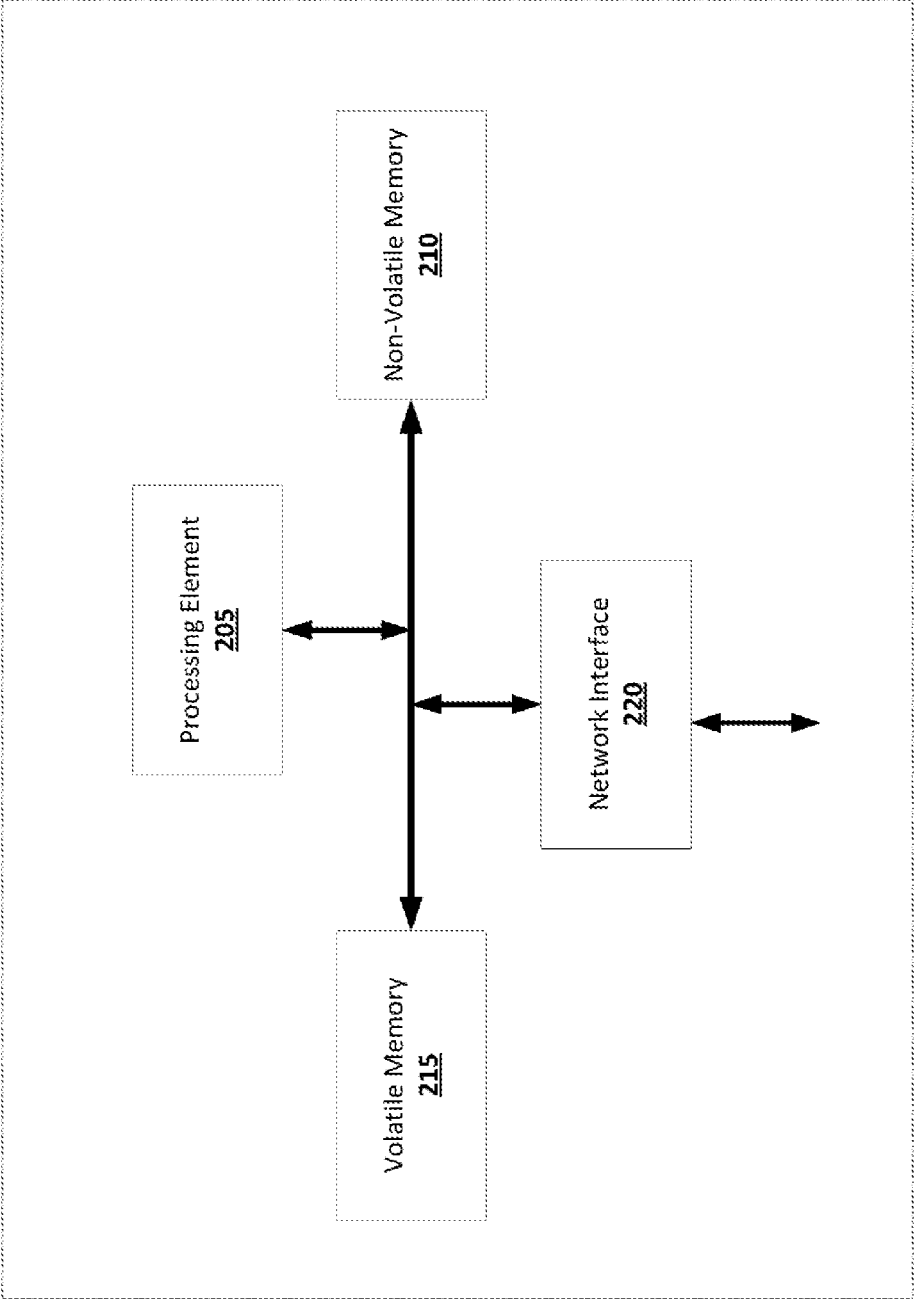 Processing Element
205
Volatile Memory
215
Non-Volatile Memory
210
Network Interface
220